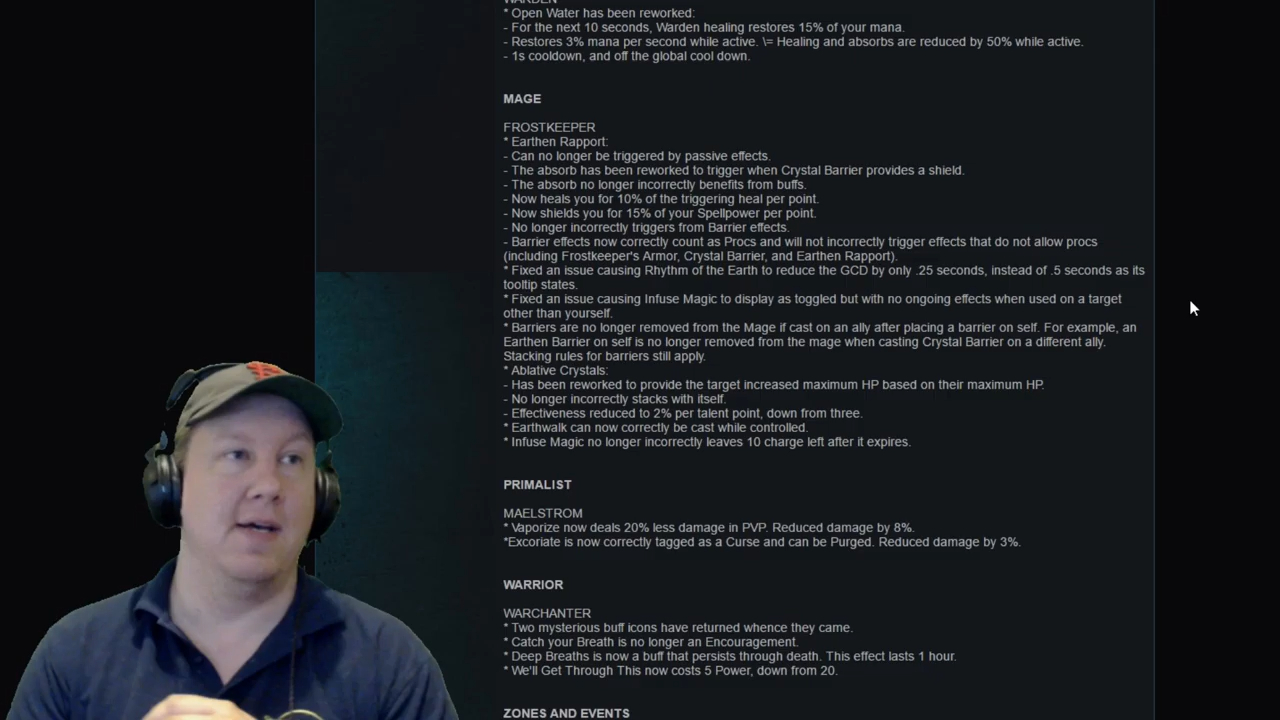 WARDEN
* Open Water has been reworked:
- For the next 10 seconds, Warden healing restores 15% of your mana.
- Restores 3% mana per second while active. \= Healing and absorbs are reduced by 50% while active.
- 1s cooldown, and off the global cool down.
MAGE
FROSTKEEPER
* Earthen Rapport:
- Can no longer be triggered by passive effects.
- The absorb has been reworked to trigger when Crystal Barrier provides a shield.
- The absorb no longer incorrectly benefits from buffs.
- Now heals you for 10% of the triggering heal per point.
- Now shields you for 15% of your Spellpower per point.
- No longer incorrectly triggers from Barrier effects.
- Barrier effects now correctly count as Procs and will not incorrectly trigger effects that do not allow procs
(including Frostkeeper's Armor, Crystal Barrier, and Earthen Rapport).
* Fixed an issue causing Rhythm of the Earth to reduce the GCD by only .25 seconds, instead of .5 seconds as its
tooltip states.
* Fixed an issue causing Infuse Magic to display as toggled but with no ongoing effects when used on a target
other than yourself.
* Barriers are no longer removed from the Mage if cast on an ally after placing a barrier on self. For example, an
Earthen Barrier on self is no longer removed from the mage when casting Crystal Barrier on a different ally.
Stacking rules for barriers still apply.
* Ablative Crystals:
- Has been reworked to provide the target increased maximum HP based on their maximum HP.
- No longer incorrectly stacks with itself.
- Effectiveness reduced to 2% per talent point, down from three.
* Earthwalk can now correctly be cast while controlled.
* Infuse Magic no longer incorrectly leaves 10 charge left after it expires.
PRIMALIST
MAELSTROM
* Vaporize now deals 20% less damage in PVP. Reduced damage by 8%.
*Excoriate is now correctly tagged as a Curse and can be Purged. Reduced damage by 3%.
WARRIOR
WARCHANTER
* Two mysterious buff icons have returned whence they came.
* Catch your Breath is no longer an Encouragement.
* Deep Breaths is now a buff that persists through death. This effect lasts 1 hour.
* We'll Get Through This now costs 5 Power, down from 20.
ZONES AND EVENTS